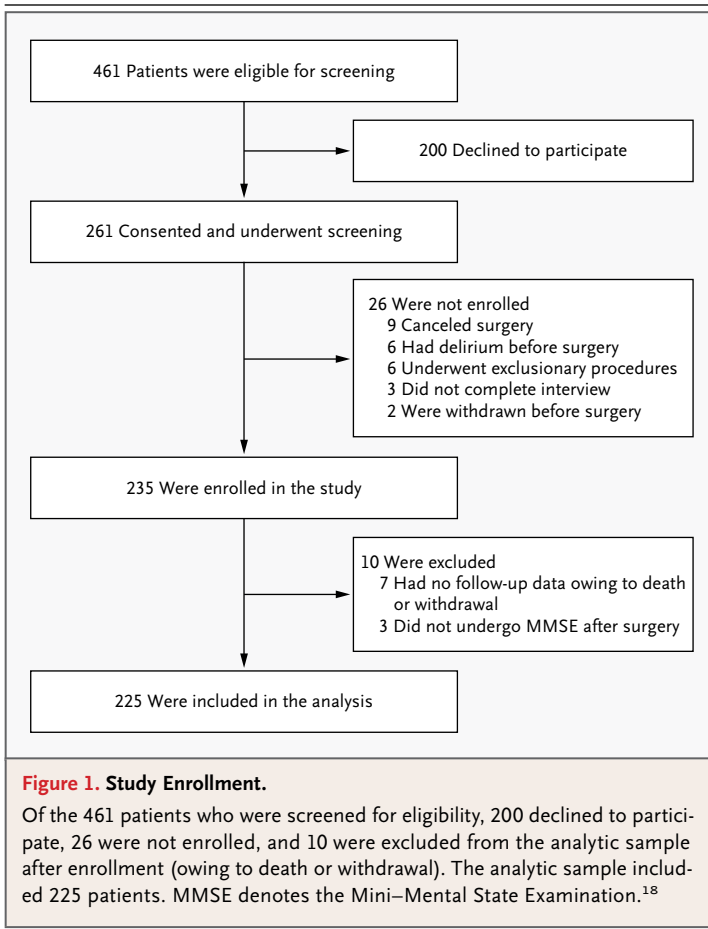 461 Patients were eligible for screening
200 Declined to participate
261 Consented and underwent screening
26 Were not enrolled
9 Canceled surgery
6 Had delirium before surgery
6 Underwent exclusionary procedures
3 Did not complete interview
2 Were withdrawn before surgery
235 Were enrolled in the study
10 Were excluded
7 Had no follow-up data owing to death
or withdrawal
3 Did not undergo MMSE after surgery
225 Were included in the analysis
Figure 1. Study Enrollment.
Of the 461 patients who were screened for eligibility, 200 declined to partici-
pate, 26 were not enrolled, and 10 were excluded from the analytic sample
after enrollment (owing to death or withdrawal). The analytic sample includ-
ed 225 patients. MMSE denotes the Mini–Mental State Examination.¹⁸